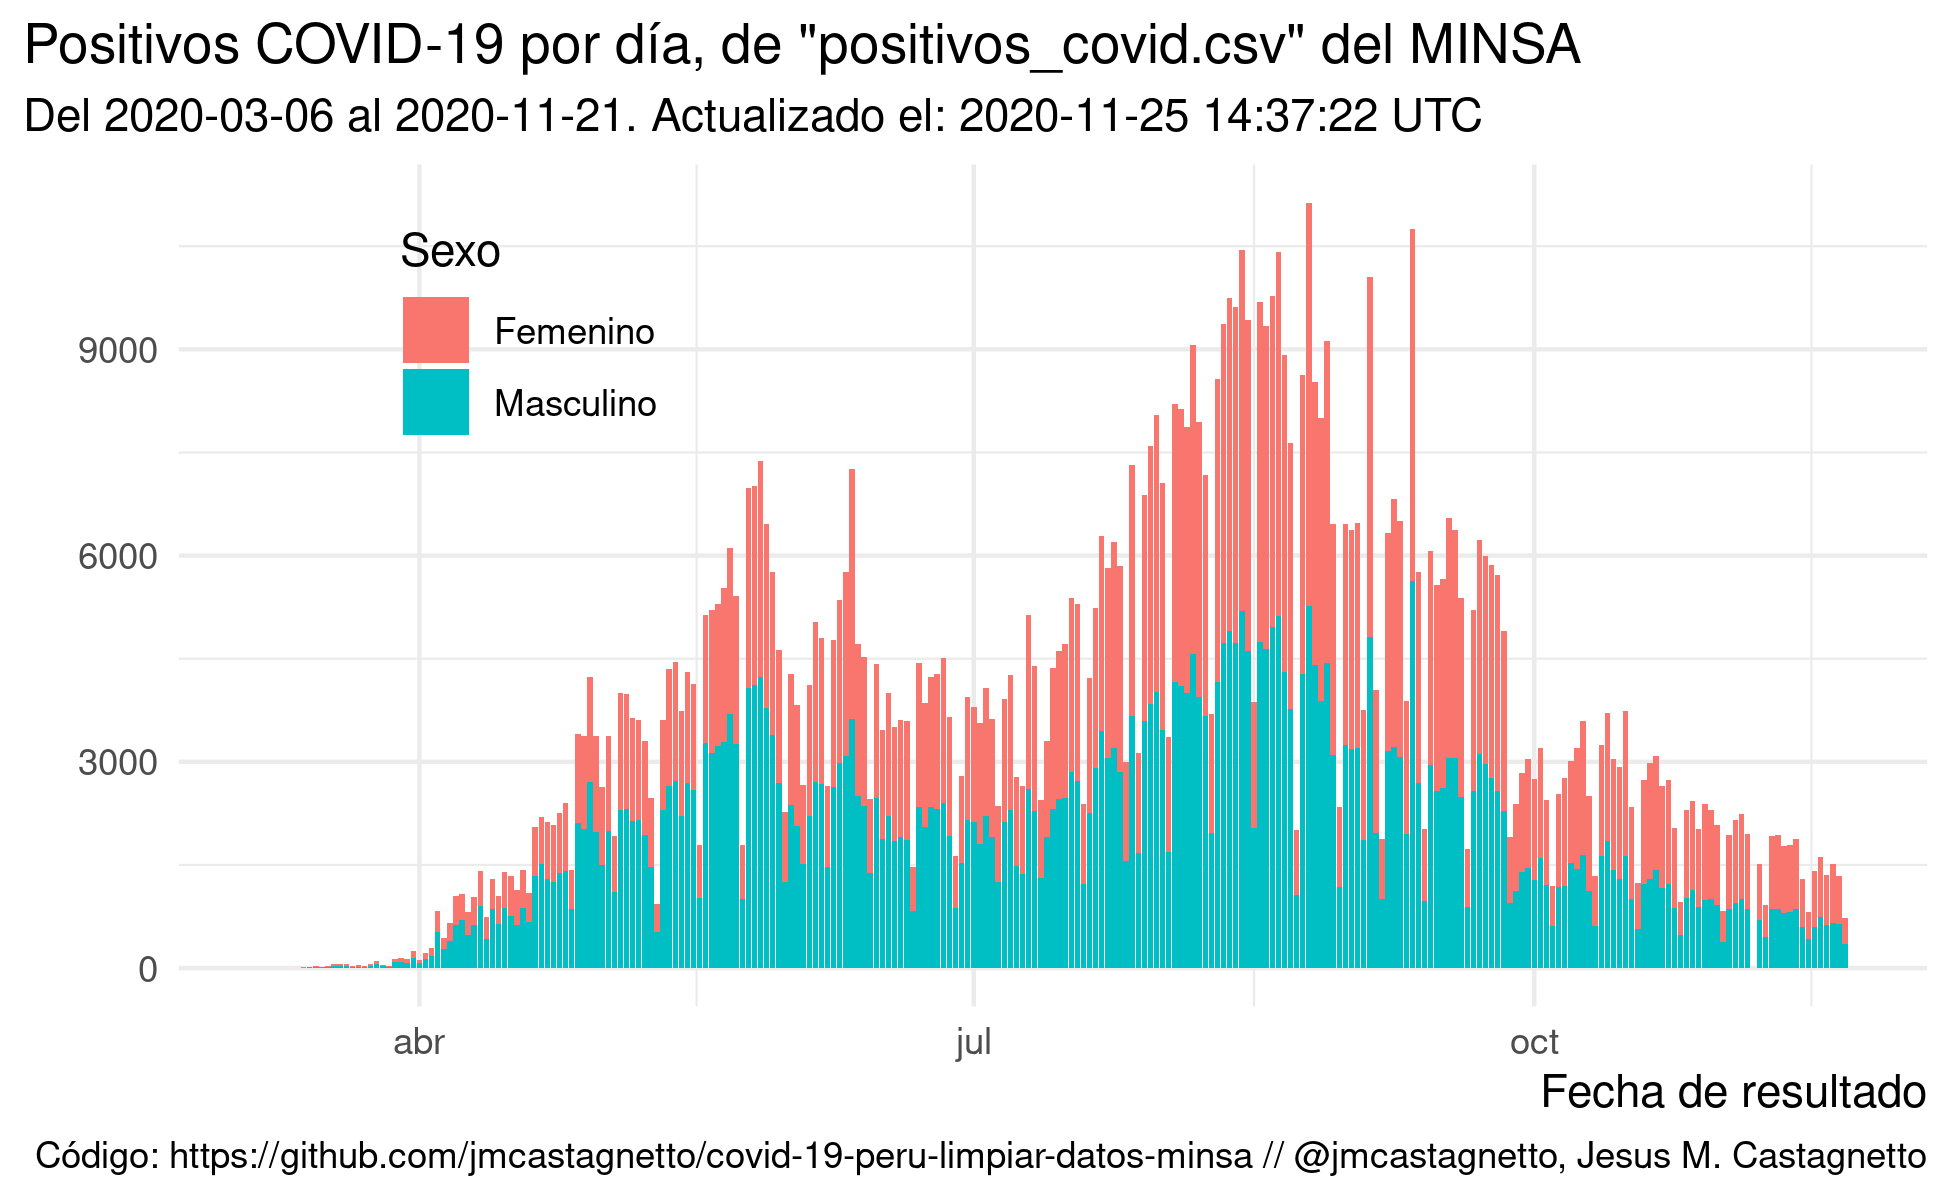 Positivos COVID-19 por día, de "positivos_covid.csv" del MINSA
Del 2020-03-06 al 2020-11-21. Actualizado el: 2020-11-25 14:37:22 UTC
Sexo
Femenino
Masculino
9000
6000
3000
0
abr
jul
oct
Fecha de resultado
Código: https://github.com/jmcastagnetto/covid-19-peru-limpiar-datos-minsa // @jmcastagnetto, Jesus M. Castagnetto